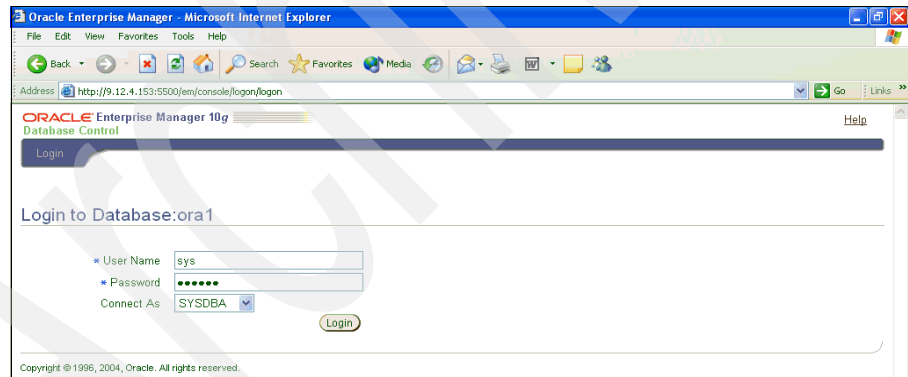 Oracle Enterprise Manager - Microsoft Internet Explorer
File Edit View Favorites Tools Help
Back Search Favorites Media
Address http://9.12.4.153:5500/em/console/logon/logon Go Links »
ORACLE Enterprise Manager 10g
Database Control
Help
Login
Login to Database:ora1
* User Name sys
* Password ••••••
Connect As SYSDBA
Login
Copyright © 1996, 2004, Oracle. All rights reserved.